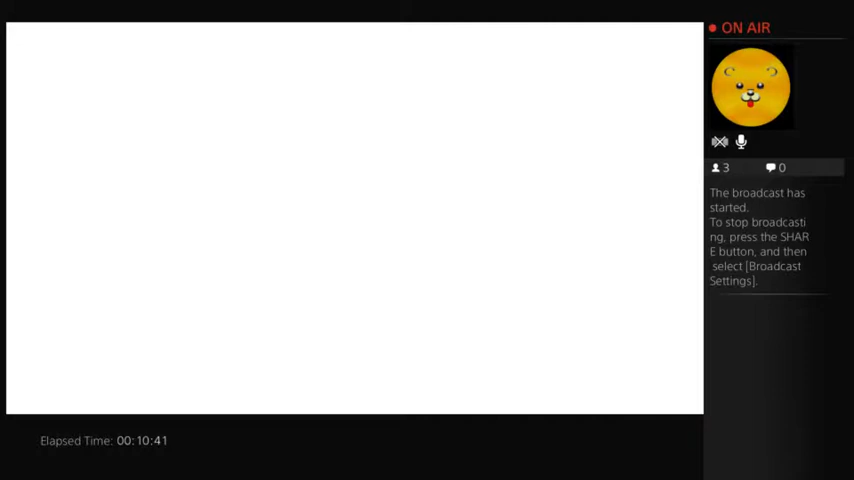 ON AIR
3 0
The broadcast has
started.
To stop broadcasti
ng, press the SHAR
E button, and then
select [Broadcast
Settings].
Elapsed Time: 00:10:41